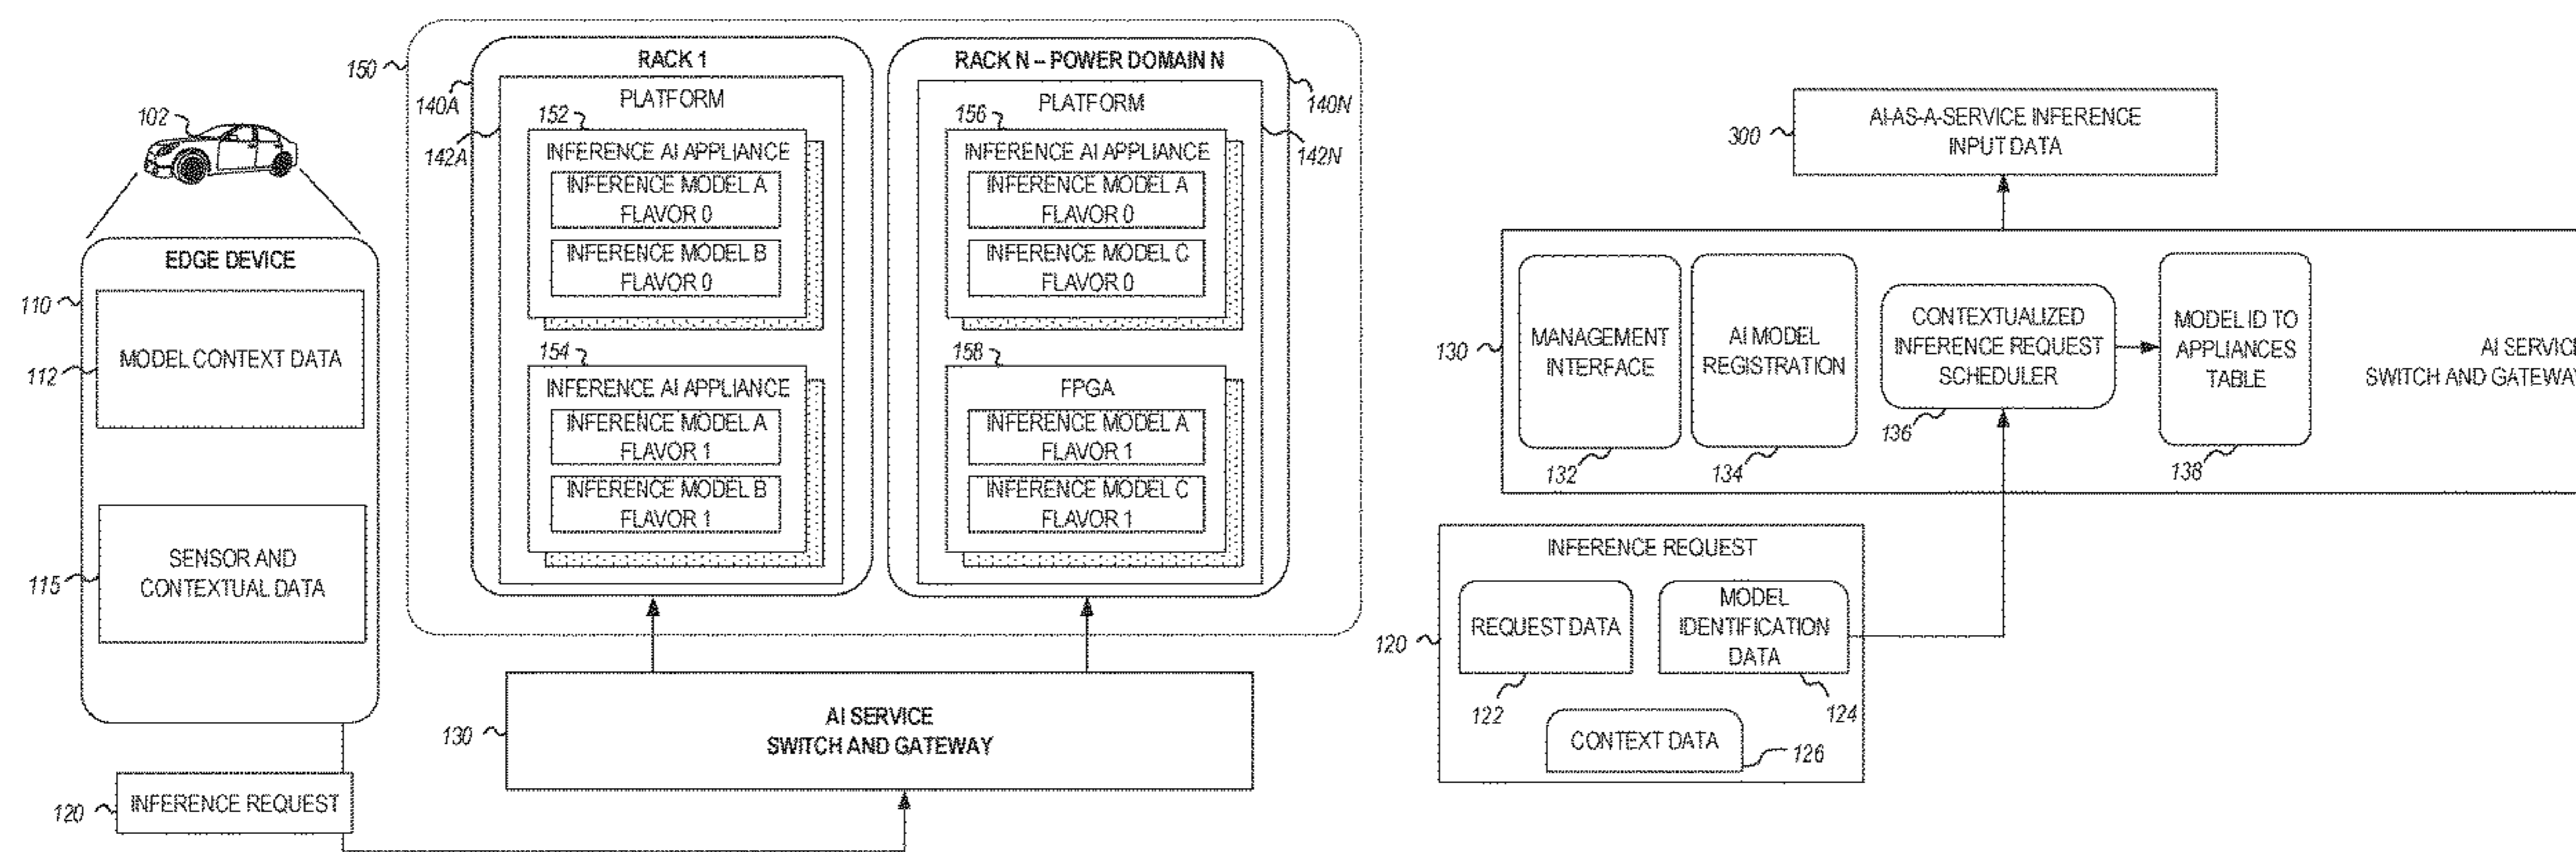 102
EDGE DEVICE
110
MODEL CONTEXT DATA
112
SENSOR AND
CONTEXTUAL DATA
115
120
INFERENCE REQUEST
150
140A
142A
RACK 1
PLATFORM
152
INFERENCE AI APPLIANCE
INFERENCE MODEL A
FLAVOR 0
INFERENCE MODEL B
FLAVOR 0
154
INFERENCE AI APPLIANCE
INFERENCE MODEL A
FLAVOR 1
INFERENCE MODEL B
FLAVOR 1
RACK N – POWER DOMAIN N
140N
142N
PLATFORM
156
INFERENCE AI APPLIANCE
INFERENCE MODEL A
FLAVOR 0
INFERENCE MODEL C
FLAVOR 0
158
FPGA
INFERENCE MODEL A
FLAVOR 1
INFERENCE MODEL C
FLAVOR 1
130
AI SERVICE
SWITCH AND GATEWAY
300
AI-AS-A-SERVICE INFERENCE
INPUT DATA
130
MANAGEMENT
INTERFACE
132
AI MODEL
REGISTRATION
134
CONTEXTUALIZED
INFERENCE REQUEST
SCHEDULER
136
MODEL ID TO
APPLIANCES
TABLE
138
AI SERVICE
SWITCH AND GATEWAY
120
INFERENCE REQUEST
REQUEST DATA
122
MODEL
IDENTIFICATION
DATA
124
CONTEXT DATA
126